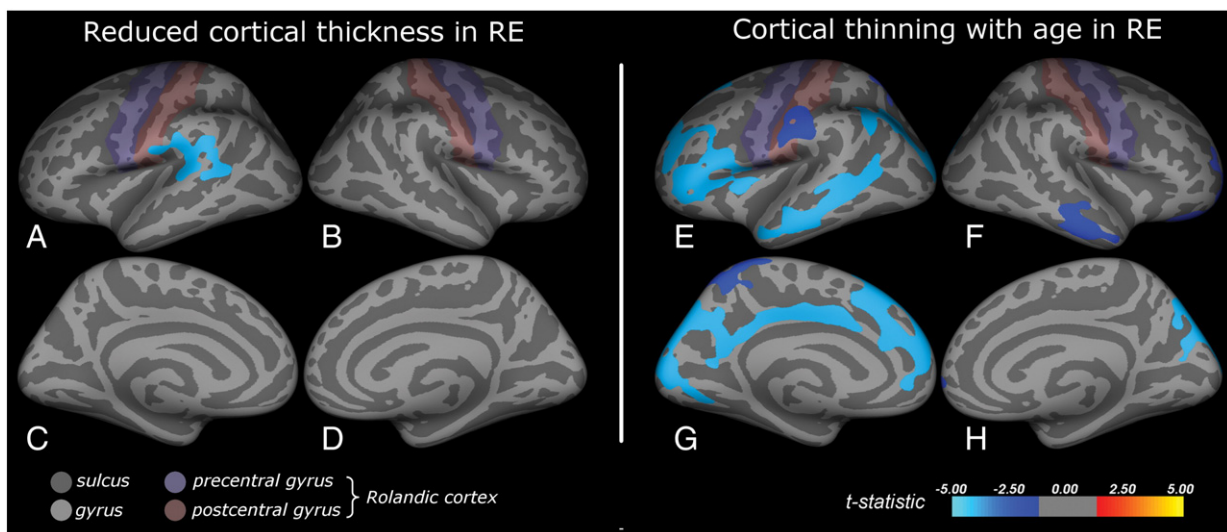 Reduced cortical thickness in RE
Cortical thinning with age in RE
A
B
E
F
C
D
G
H
sulcus
precentral gyrus
gyrus
postcentral gyrus
Rolandic cortex
t-statistic
-5.00 -2.50 0.00 2.50 5.00